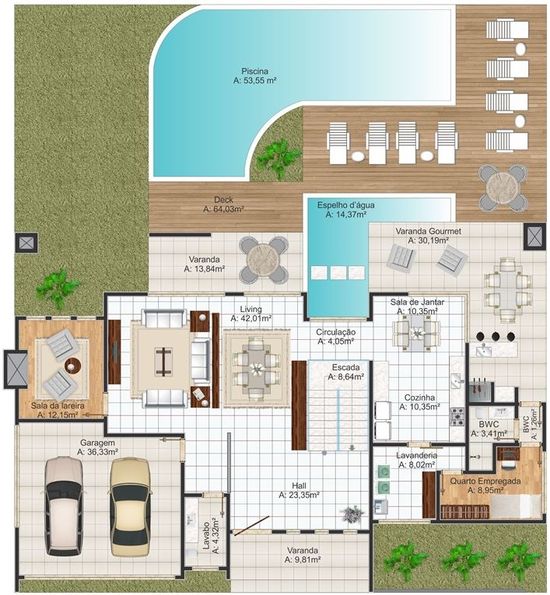 Piscina
A: 53,55 m²
Deck
A: 64,03m²
Espelho d'água
A: 14,37m²
Varanda Gourmet
A: 30,19m²
Varanda
A: 13,84m²
Living
A: 42,01m²
Circulação
A: 4,05m²
Sala de Jantar
A: 10,35m²
Escada
A: 8,64m²
Sala da lareira
A: 12,15m²
Cozinha
A: 10,35m²
BWC
A: 3,41m²
BWC
A: 1,26m²
Garagem
A: 36,33m²
Lavanderia
A: 8,02m²
Quarto Empregada
A: 8,95m²
Hall
A: 23,35m²
Lavabo
A: 4,32m²
Varanda
A: 9,81m²